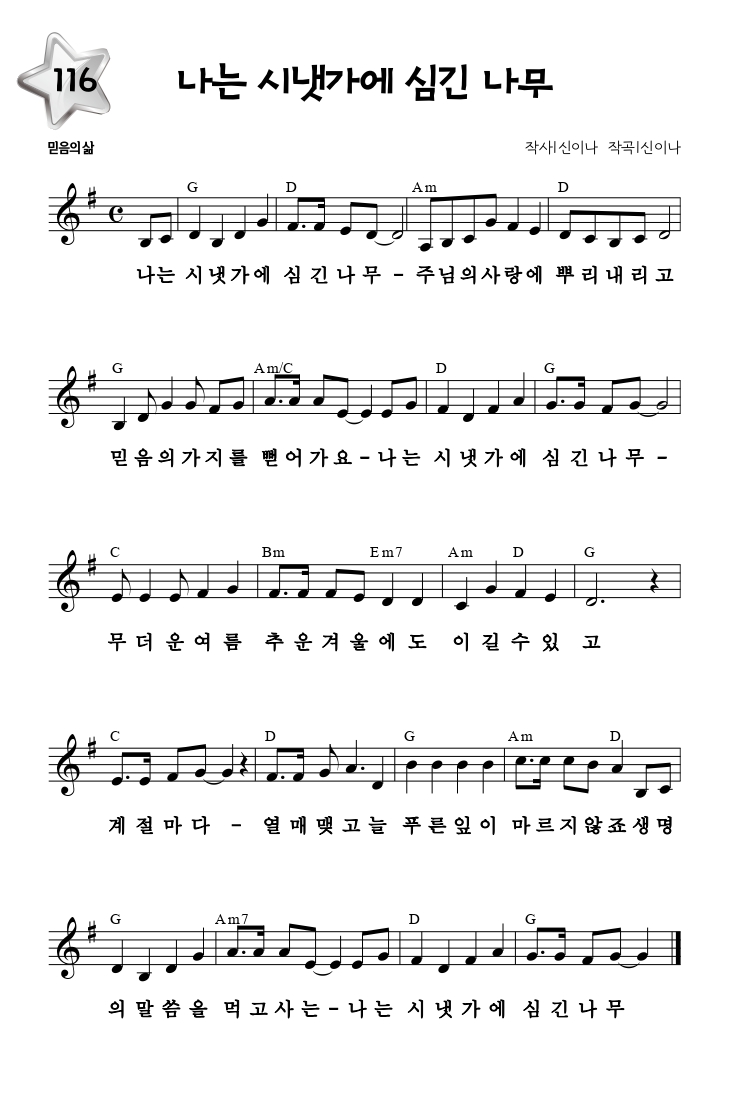 116
나는 시냇가에 심긴 나무
믿음의 삶
작사|신이나 작곡|신이나
G D Am D
나는 시냇가에 심긴나무 - 주님의사랑에 뿌리내리고
G Am/C D G
믿음의가지를 뻗어가요-나는 시냇가에 심긴나무-
C Bm Em7 Am D G
무더운여름 추운겨울에도 이길수있고
C D G Am D
계절마다 - 열매맺고늘 푸른잎이 마르지않죠생명
G Am7 D G
의말씀을 먹고사는-나는 시냇가에 심긴나무